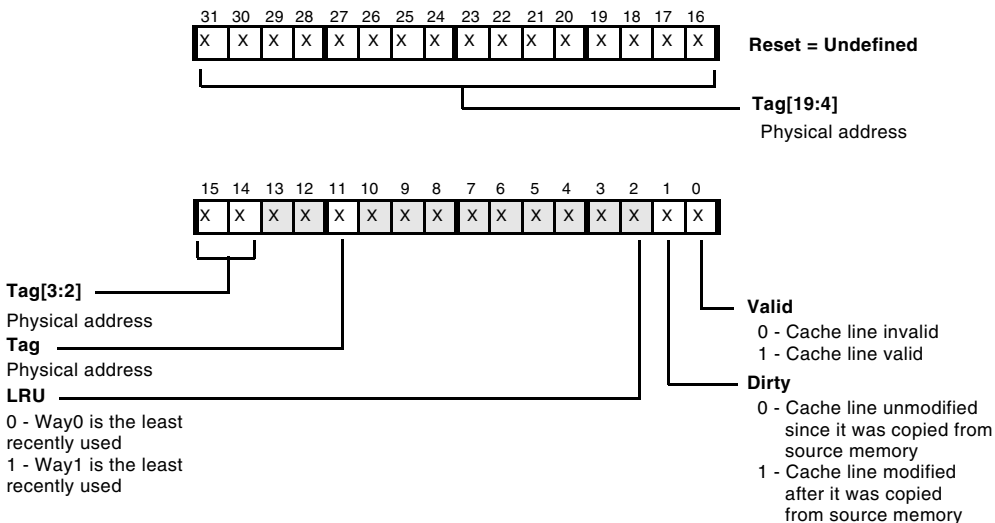 31 30 29 28 27 26 25 24 23 22 21 20 19 18 17 16
X X X X X X X X X X X X X X X X
Reset = Undefined
Tag[19:4]
Physical address
15 14 13 12 11 10 9 8 7 6 5 4 3 2 1 0
X X X X X X X X X X X X X X X X
Tag[3:2]
Physical address
Tag
Physical address
LRU
0 - Way0 is the least
recently used
1 - Way1 is the least
recently used
Valid
0 - Cache line invalid
1 - Cache line valid
Dirty
0 - Cache line unmodified
since it was copied from
source memory
1 - Cache line modified
after it was copied
from source memory